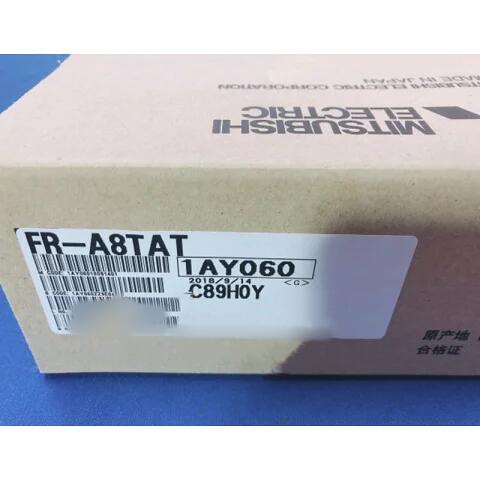 MITSUBISHI
ELECTRIC
MITSUBISHI ELECTRIC CORPORATION
MADE IN JAPAN
FR-A8TAT
1AY060
2018/9/14
<G>
C89H0Y
原产地
合格证